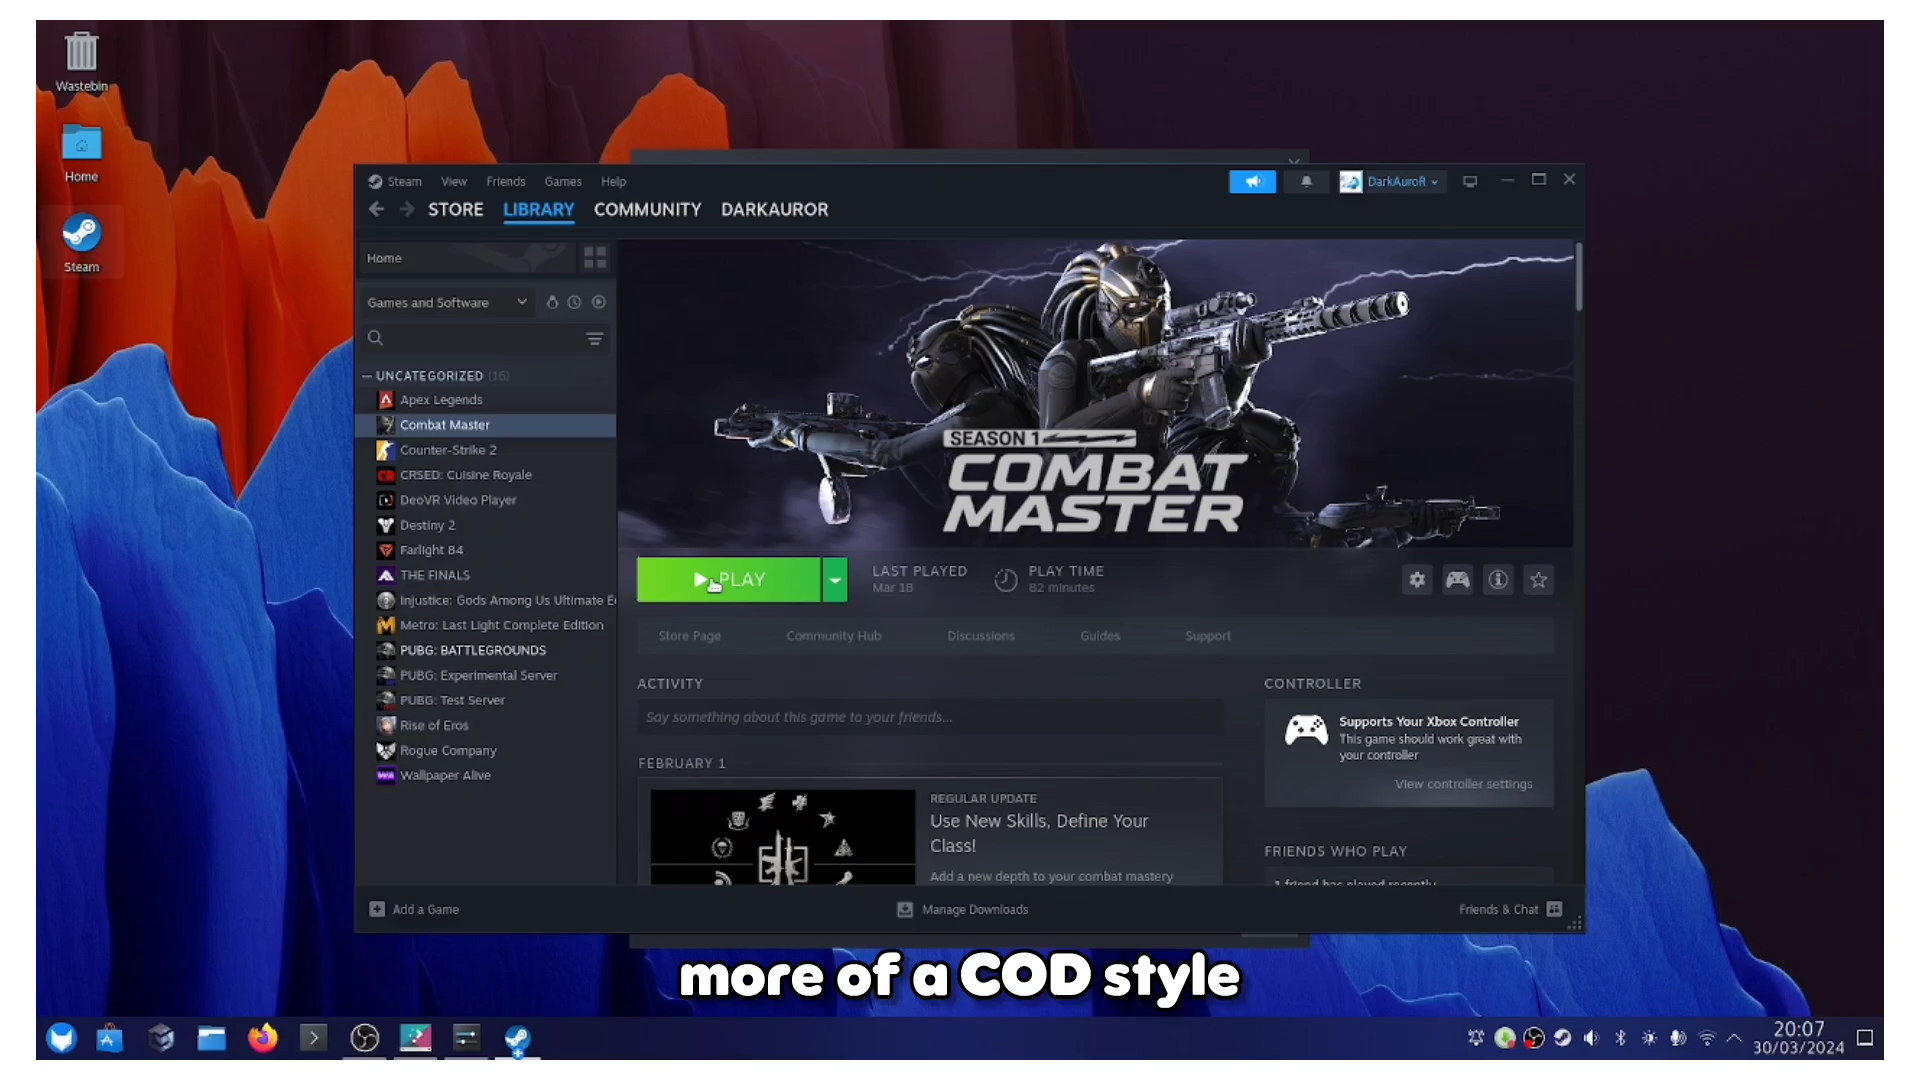 Wastebin
Home
Steam
Steam View Friends Games Help
DarkAuroR
STORE LIBRARY COMMUNITY DARKAUROR
Home
Games and Software
UNCATEGORIZED (16)
Apex Legends
Combat Master
Counter-Strike 2
CRSED: Cuisine Royale
DeoVR Video Player
Destiny 2
Farlight 84
THE FINALS
Injustice: Gods Among Us Ultimate E
Metro: Last Light Complete Edition
PUBG: BATTLEGROUNDS
PUBG: Experimental Server
PUBG: Test Server
Rise of Eros
Rogue Company
Wallpaper Alive
SEASON 1
COMBAT
MASTER
PLAY
LAST PLAYED
Mar 18
PLAY TIME
82 minutes
Store Page Community Hub Discussions Guides Support
ACTIVITY
Say something about this game to your friends...
FEBRUARY 1
REGULAR UPDATE
Use New Skills, Define Your
Class!
Add a new depth to your combat mastery
CONTROLLER
Supports Your Xbox Controller
This game should work great with
your controller
View controller settings
FRIENDS WHO PLAY
1 friend has played recently
Add a Game
Manage Downloads
Friends & Chat
more of a COD style
20:07
30/03/2024